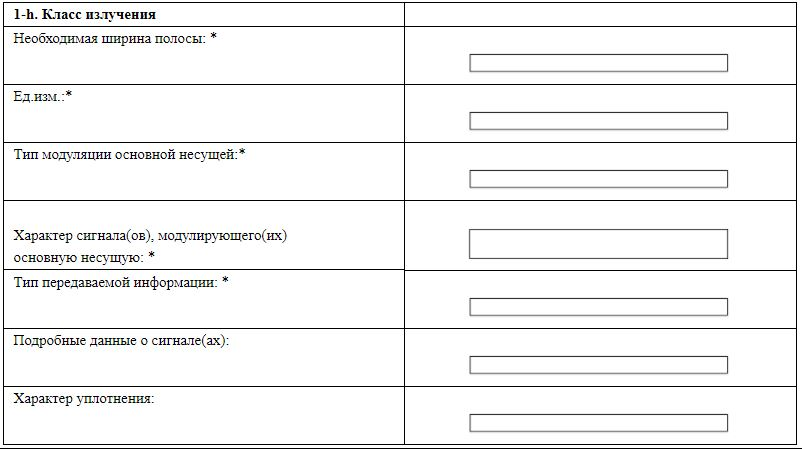 1-h. Класс излучения
Необходимая ширина полосы: *
Ед.изм.:*
Тип модуляции основной несущей:*
Характер сигнала(ов), модулирующего(их)
основную несущую: *
Тип передаваемой информации: *
Подробные данные о сигнале(ах):
Характер уплотнения: